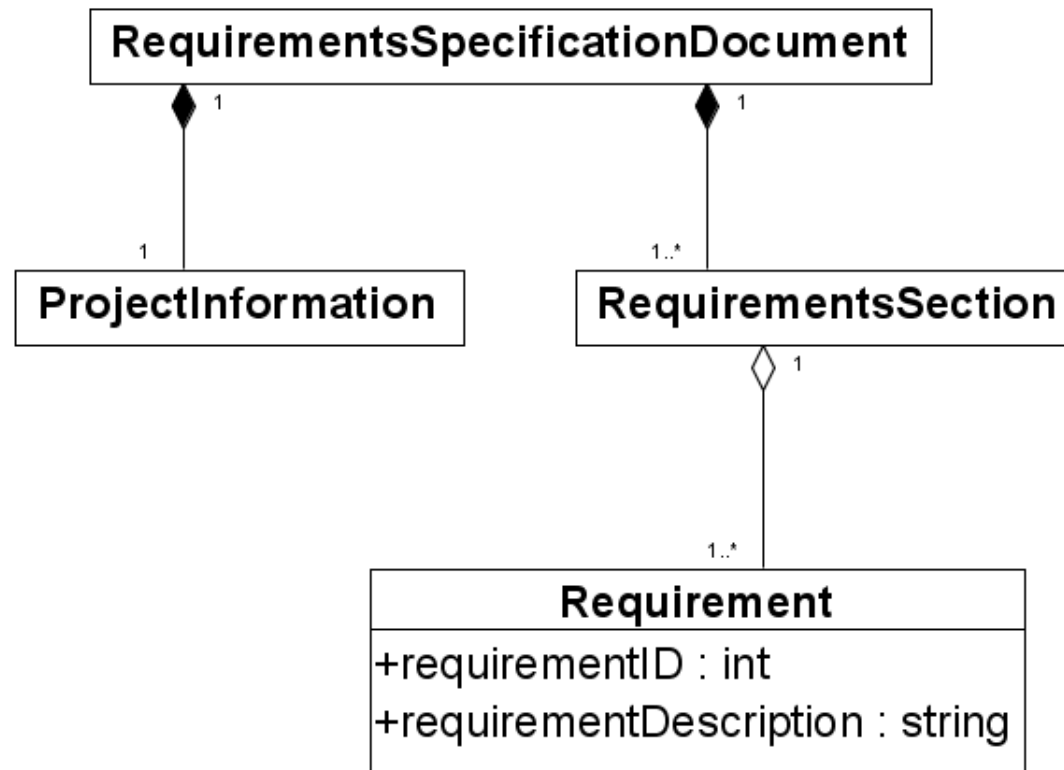 RequirementsSpecificationDocument
1
1
1
1..*
ProjectInformation
RequirementsSection
1
1..*
Requirement
+requirementID : int
+requirementDescription : string